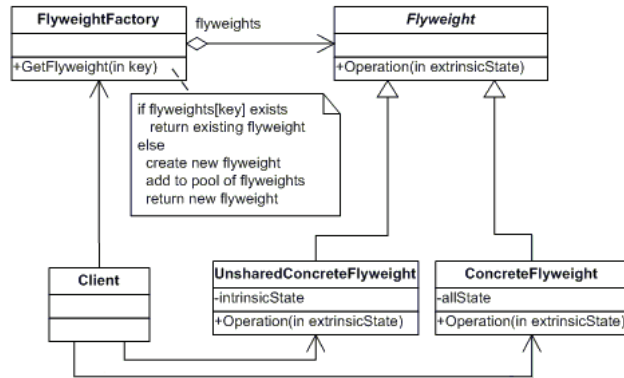 FlyweightFactory
flyweights
Flyweight
+GetFlyweight(in key)
+Operation(in extrinsicState)
if flyweights[key] exists
return existing flyweight
else
create new flyweight
add to pool of flyweights
return new flyweight
Client
UnsharedConcreteFlyweight
-intrinsicState
+Operation(in extrinsicState)
ConcreteFlyweight
-allState
+Operation(in extrinsicState)